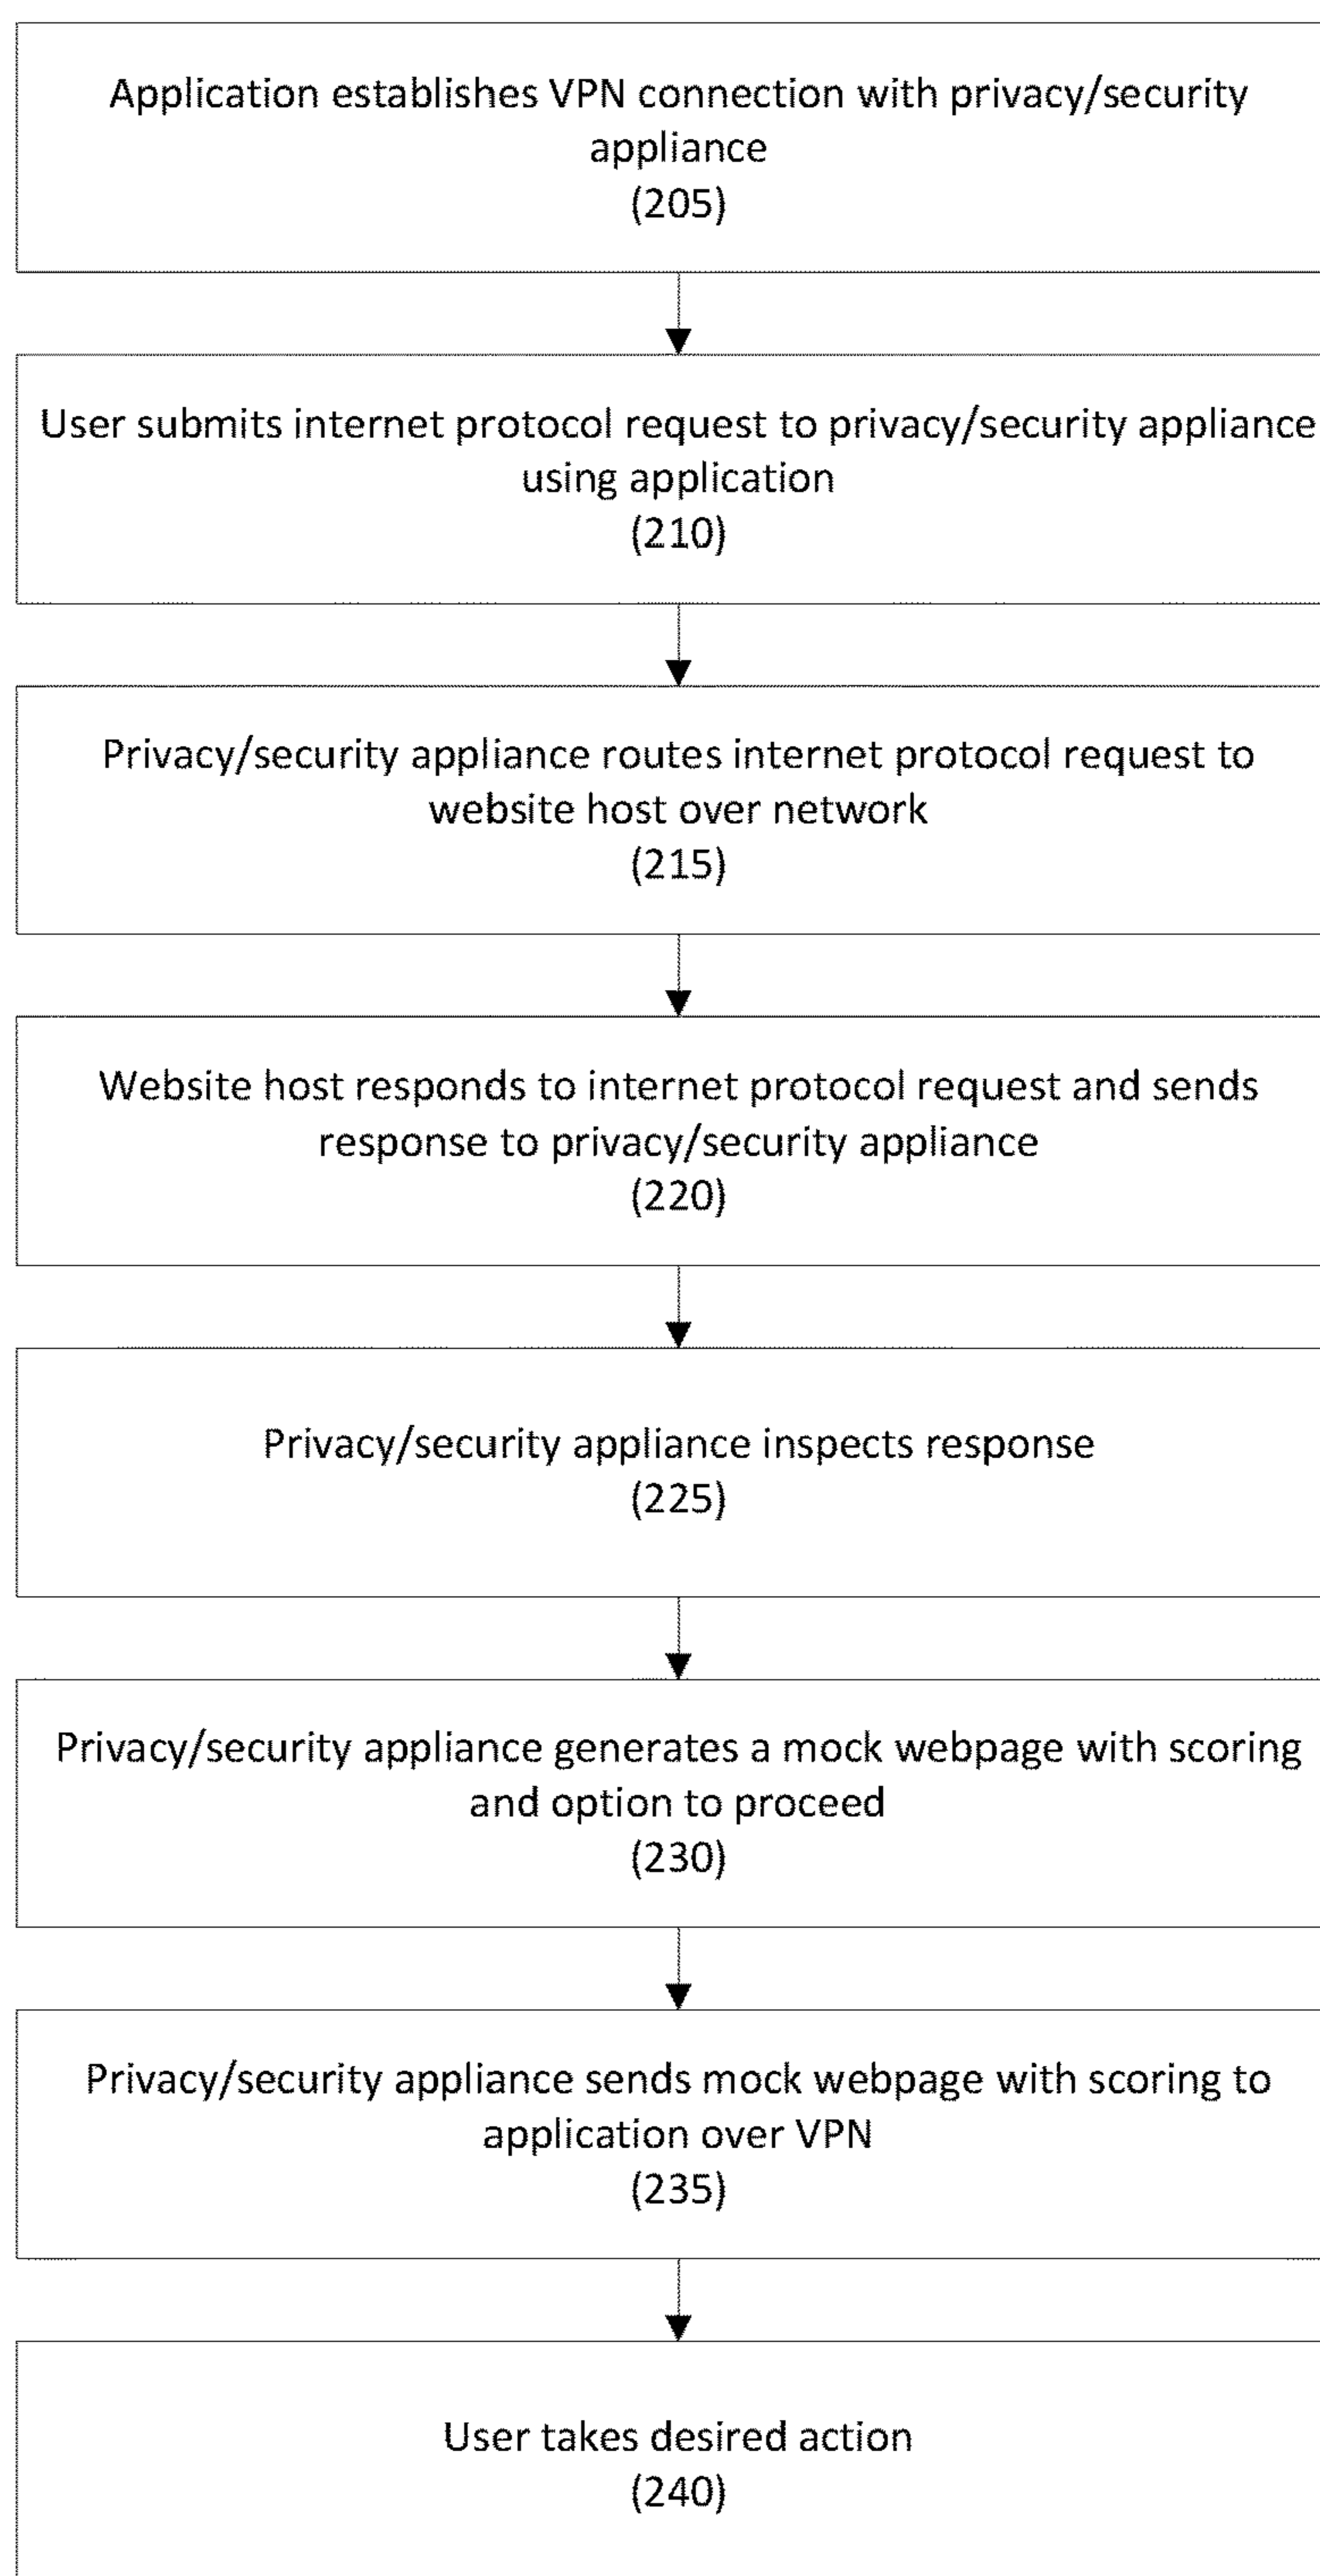 Application establishes VPN connection with privacy/security
appliance
(205)
User submits internet protocol request to privacy/security appliance
using application
(210)
Privacy/security appliance routes internet protocol request to
website host over network
(215)
Website host responds to internet protocol request and sends
response to privacy/security appliance
(220)
Privacy/security appliance inspects response
(225)
Privacy/security appliance generates a mock webpage with scoring
and option to proceed
(230)
Privacy/security appliance sends mock webpage with scoring to
application over VPN
(235)
User takes desired action
(240)